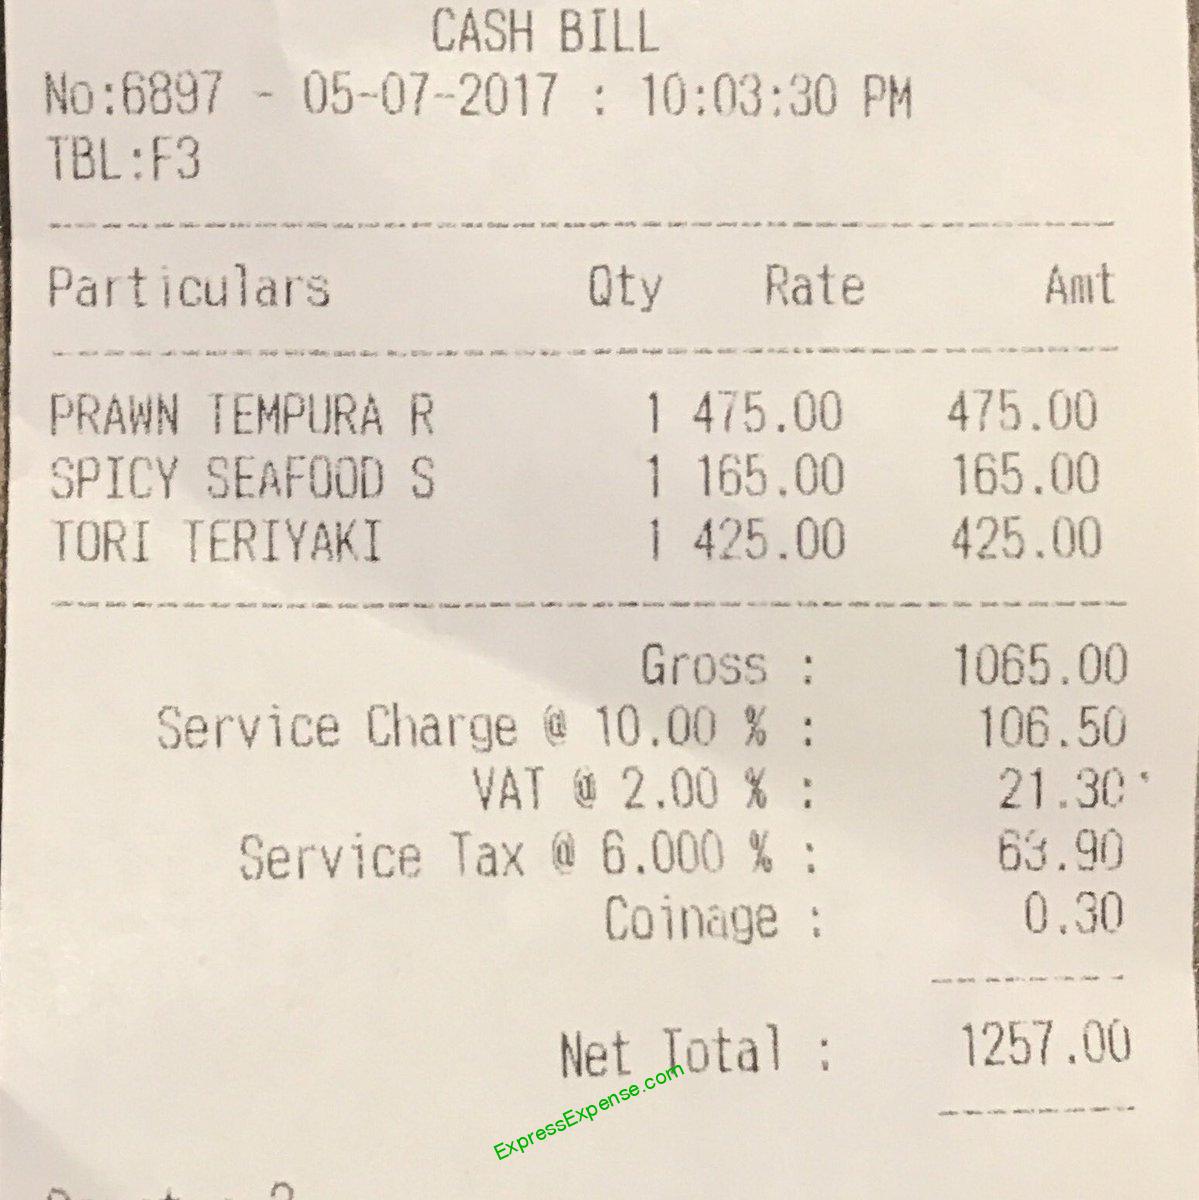 CASH BILL
No:6897 - 05-07-2017 : 10:03:30 PM
TBL:F3
Particulars Qty Rate Amt
PRAWN TEMPURA R 1 475.00 475.00
SPICY SEAFOOD S 1 165.00 165.00
TORI TERIYAKI 1 425.00 425.00
Gross : 1065.00
Service Charge @ 10.00 % : 106.50
VAT @ 2.00 % : 21.30
Service Tax @ 6.000 % : 63.90
Coinage : 0.30
Net Total : 1257.00
ExpressExpense.com